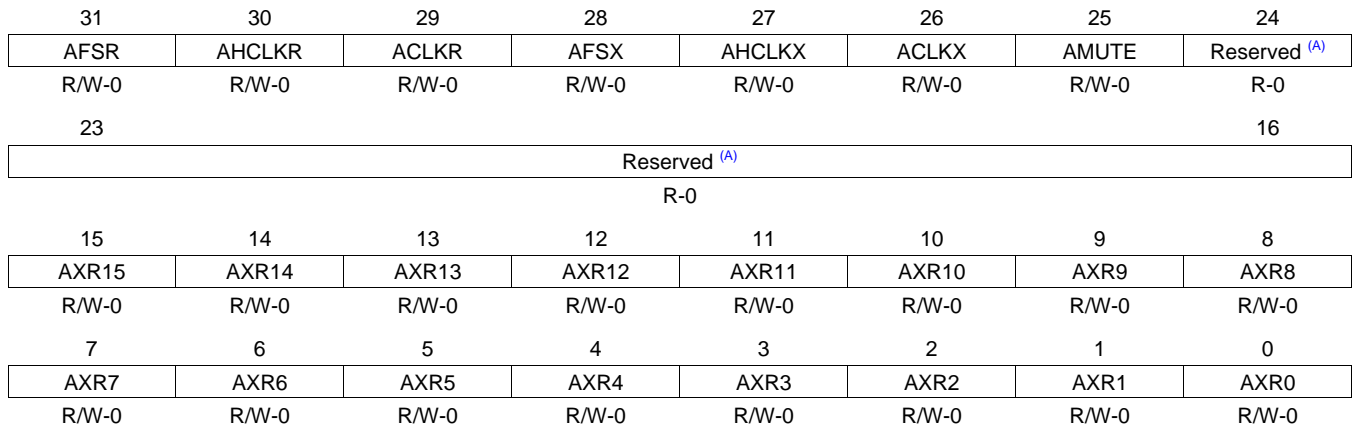 31 30 29 28 27 26 25 24
AFSR AHCLKR ACLKR AFSX AHCLKX ACLKX AMUTE Reserved (A)
R/W-0 R/W-0 R/W-0 R/W-0 R/W-0 R/W-0 R/W-0 R-0
23 16
Reserved (A)
R-0
15 14 13 12 11 10 9 8
AXR15 AXR14 AXR13 AXR12 AXR11 AXR10 AXR9 AXR8
R/W-0 R/W-0 R/W-0 R/W-0 R/W-0 R/W-0 R/W-0 R/W-0
7 6 5 4 3 2 1 0
AXR7 AXR6 AXR5 AXR4 AXR3 AXR2 AXR1 AXR0
R/W-0 R/W-0 R/W-0 R/W-0 R/W-0 R/W-0 R/W-0 R/W-0